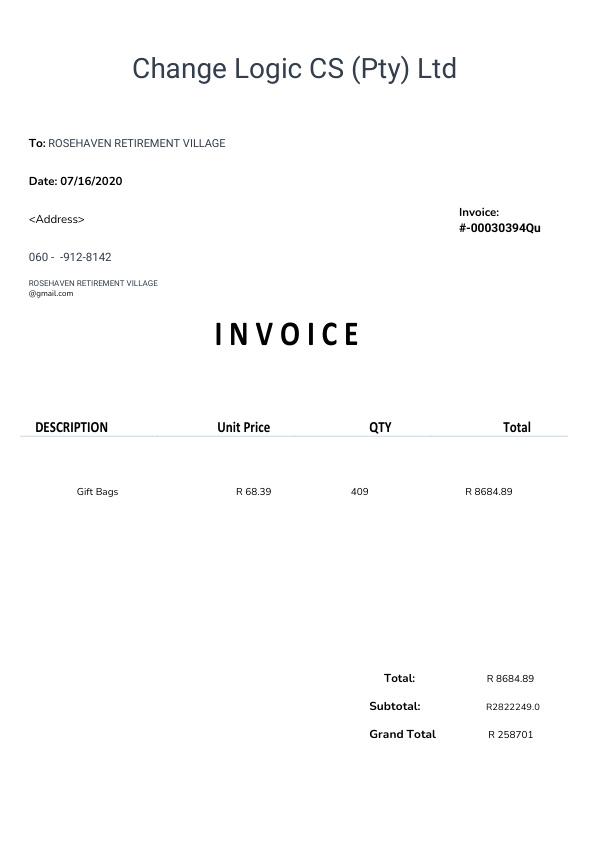 Change Logic CS (Pty) Ltd
To: ROSEHAVEN RETIREMENT VILLAGE
Date: 07/16/2020
<Address>
Invoice:
#-00030394Qu
060 -  -912-8142
ROSEHAVEN RETIREMENT VILLAGE
@gmail.com
INVOICE
DESCRIPTION Unit Price QTY Total
Gift Bags R 68.39 409 R 8684.89
Total: R 8684.89
Subtotal: R2822249.0
Grand Total R 258701